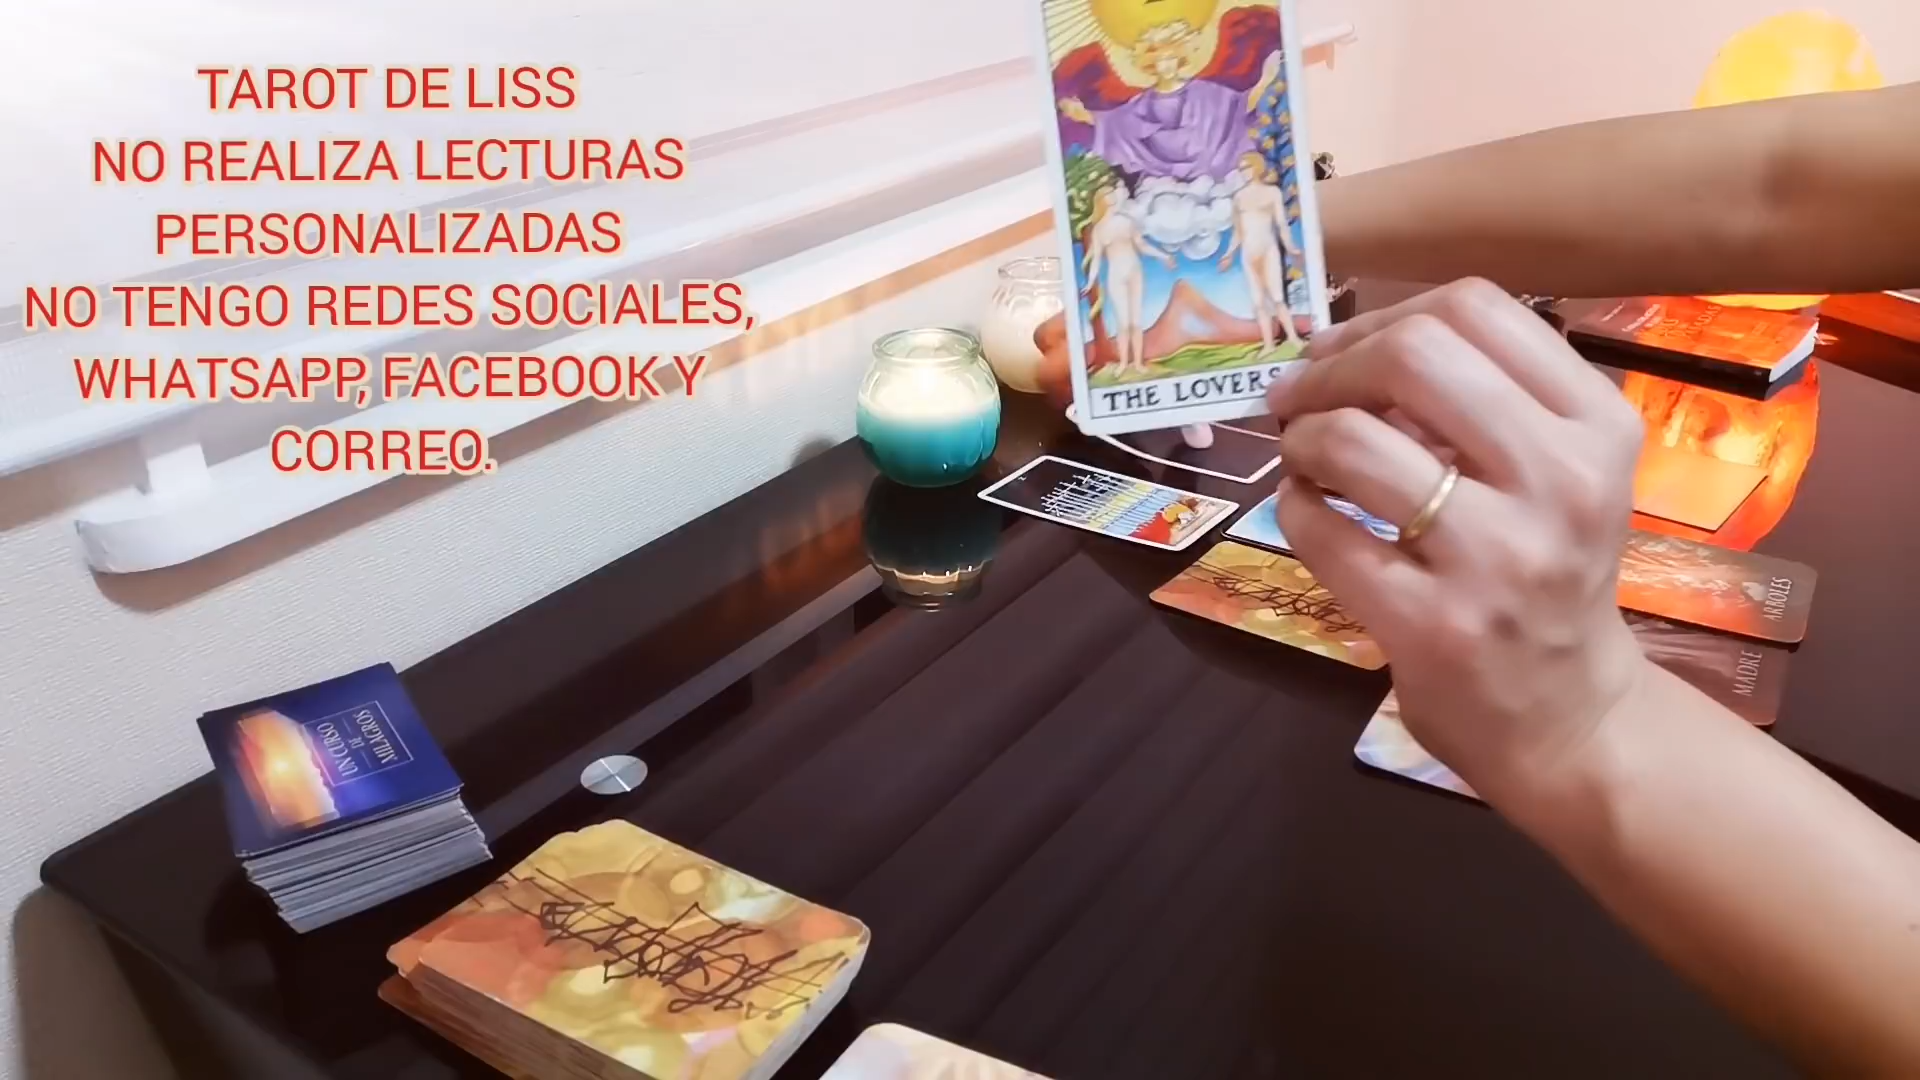 TAROT DE LISS
NO REALIZA LECTURAS
PERSONALIZADAS
NO TENGO REDES SOCIALES,
WHATSAPP, FACEBOOK Y
CORREO.
THE LOVERS
ARBOLES
MADRE
UN CURSO
DE
MILAGROS